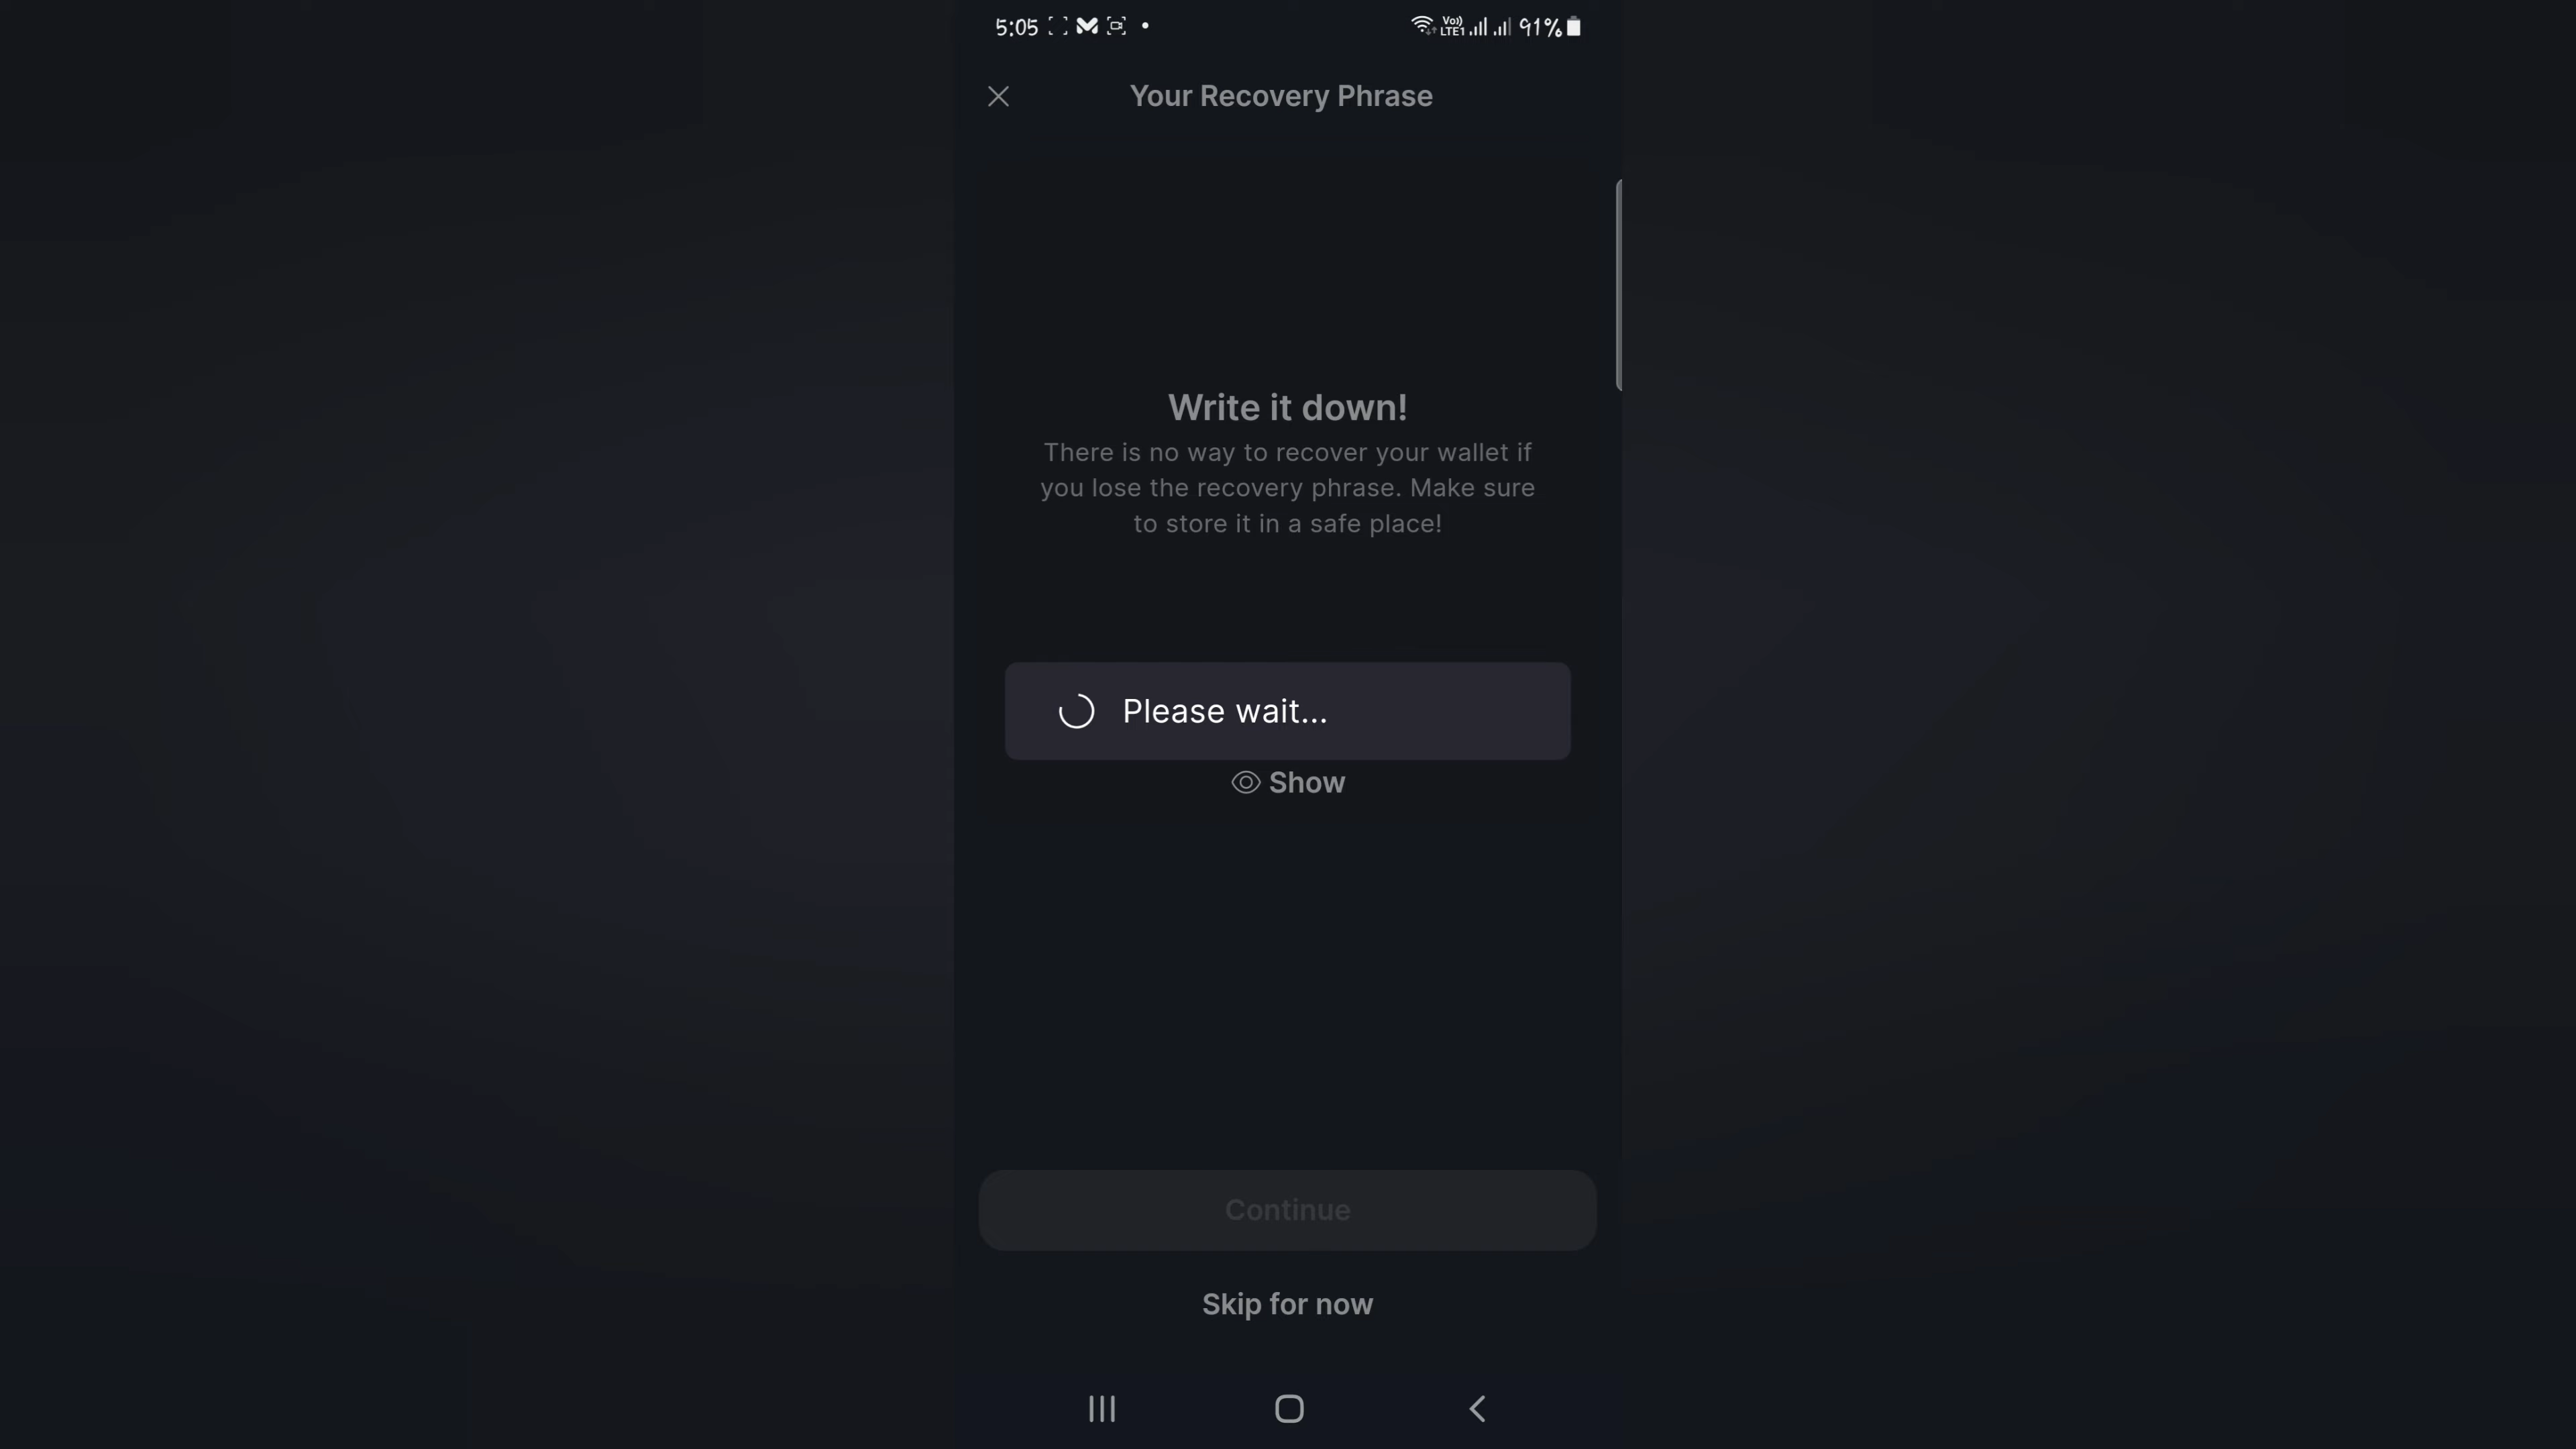 5:05 Vo)) LTE1 91%
Your Recovery Phrase
Write it down!
There is no way to recover your wallet if
you lose the recovery phrase. Make sure
to store it in a safe place!
Please wait...
Show
Continue
Skip for now